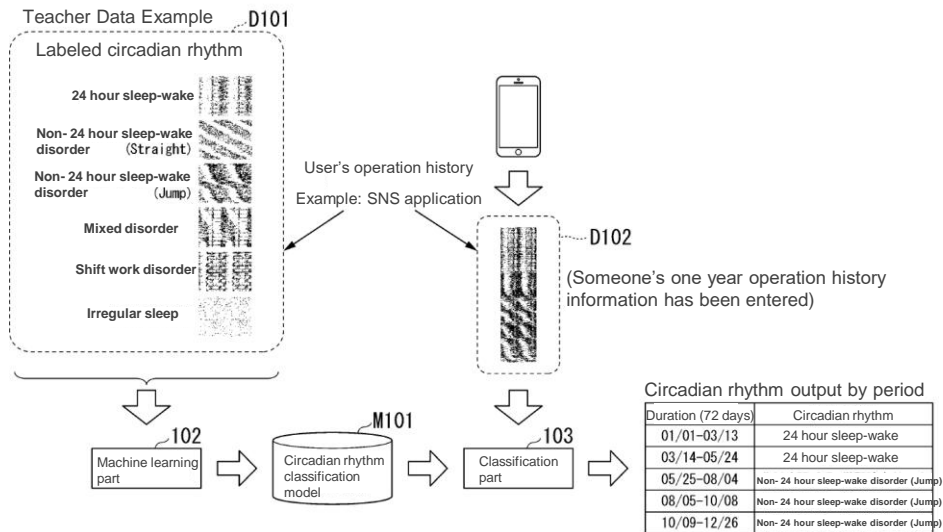 Teacher Data Example
D101
Labeled circadian rhythm
24 hour sleep-wake
Non- 24 hour sleep-wake
disorder (Straight)
Non- 24 hour sleep-wake
disorder (Jump)
Mixed disorder
Shift work disorder
Irregular sleep
User's operation history
Example: SNS application
D102
(Someone's one year operation history
information has been entered)
102
Machine learning
part
M101
Circadian rhythm
classification
model
103
Classification
part
Circadian rhythm output by period
Duration (72 days) Circadian rhythm
01/01-03/13 24 hour sleep-wake
03/14-05/24 24 hour sleep-wake
05/25-08/04 Non- 24 hour sleep-wake disorder (Jump)
08/05-10/08 Non- 24 hour sleep-wake disorder (Jump)
10/09-12/26 Non- 24 hour sleep-wake disorder (Jump)